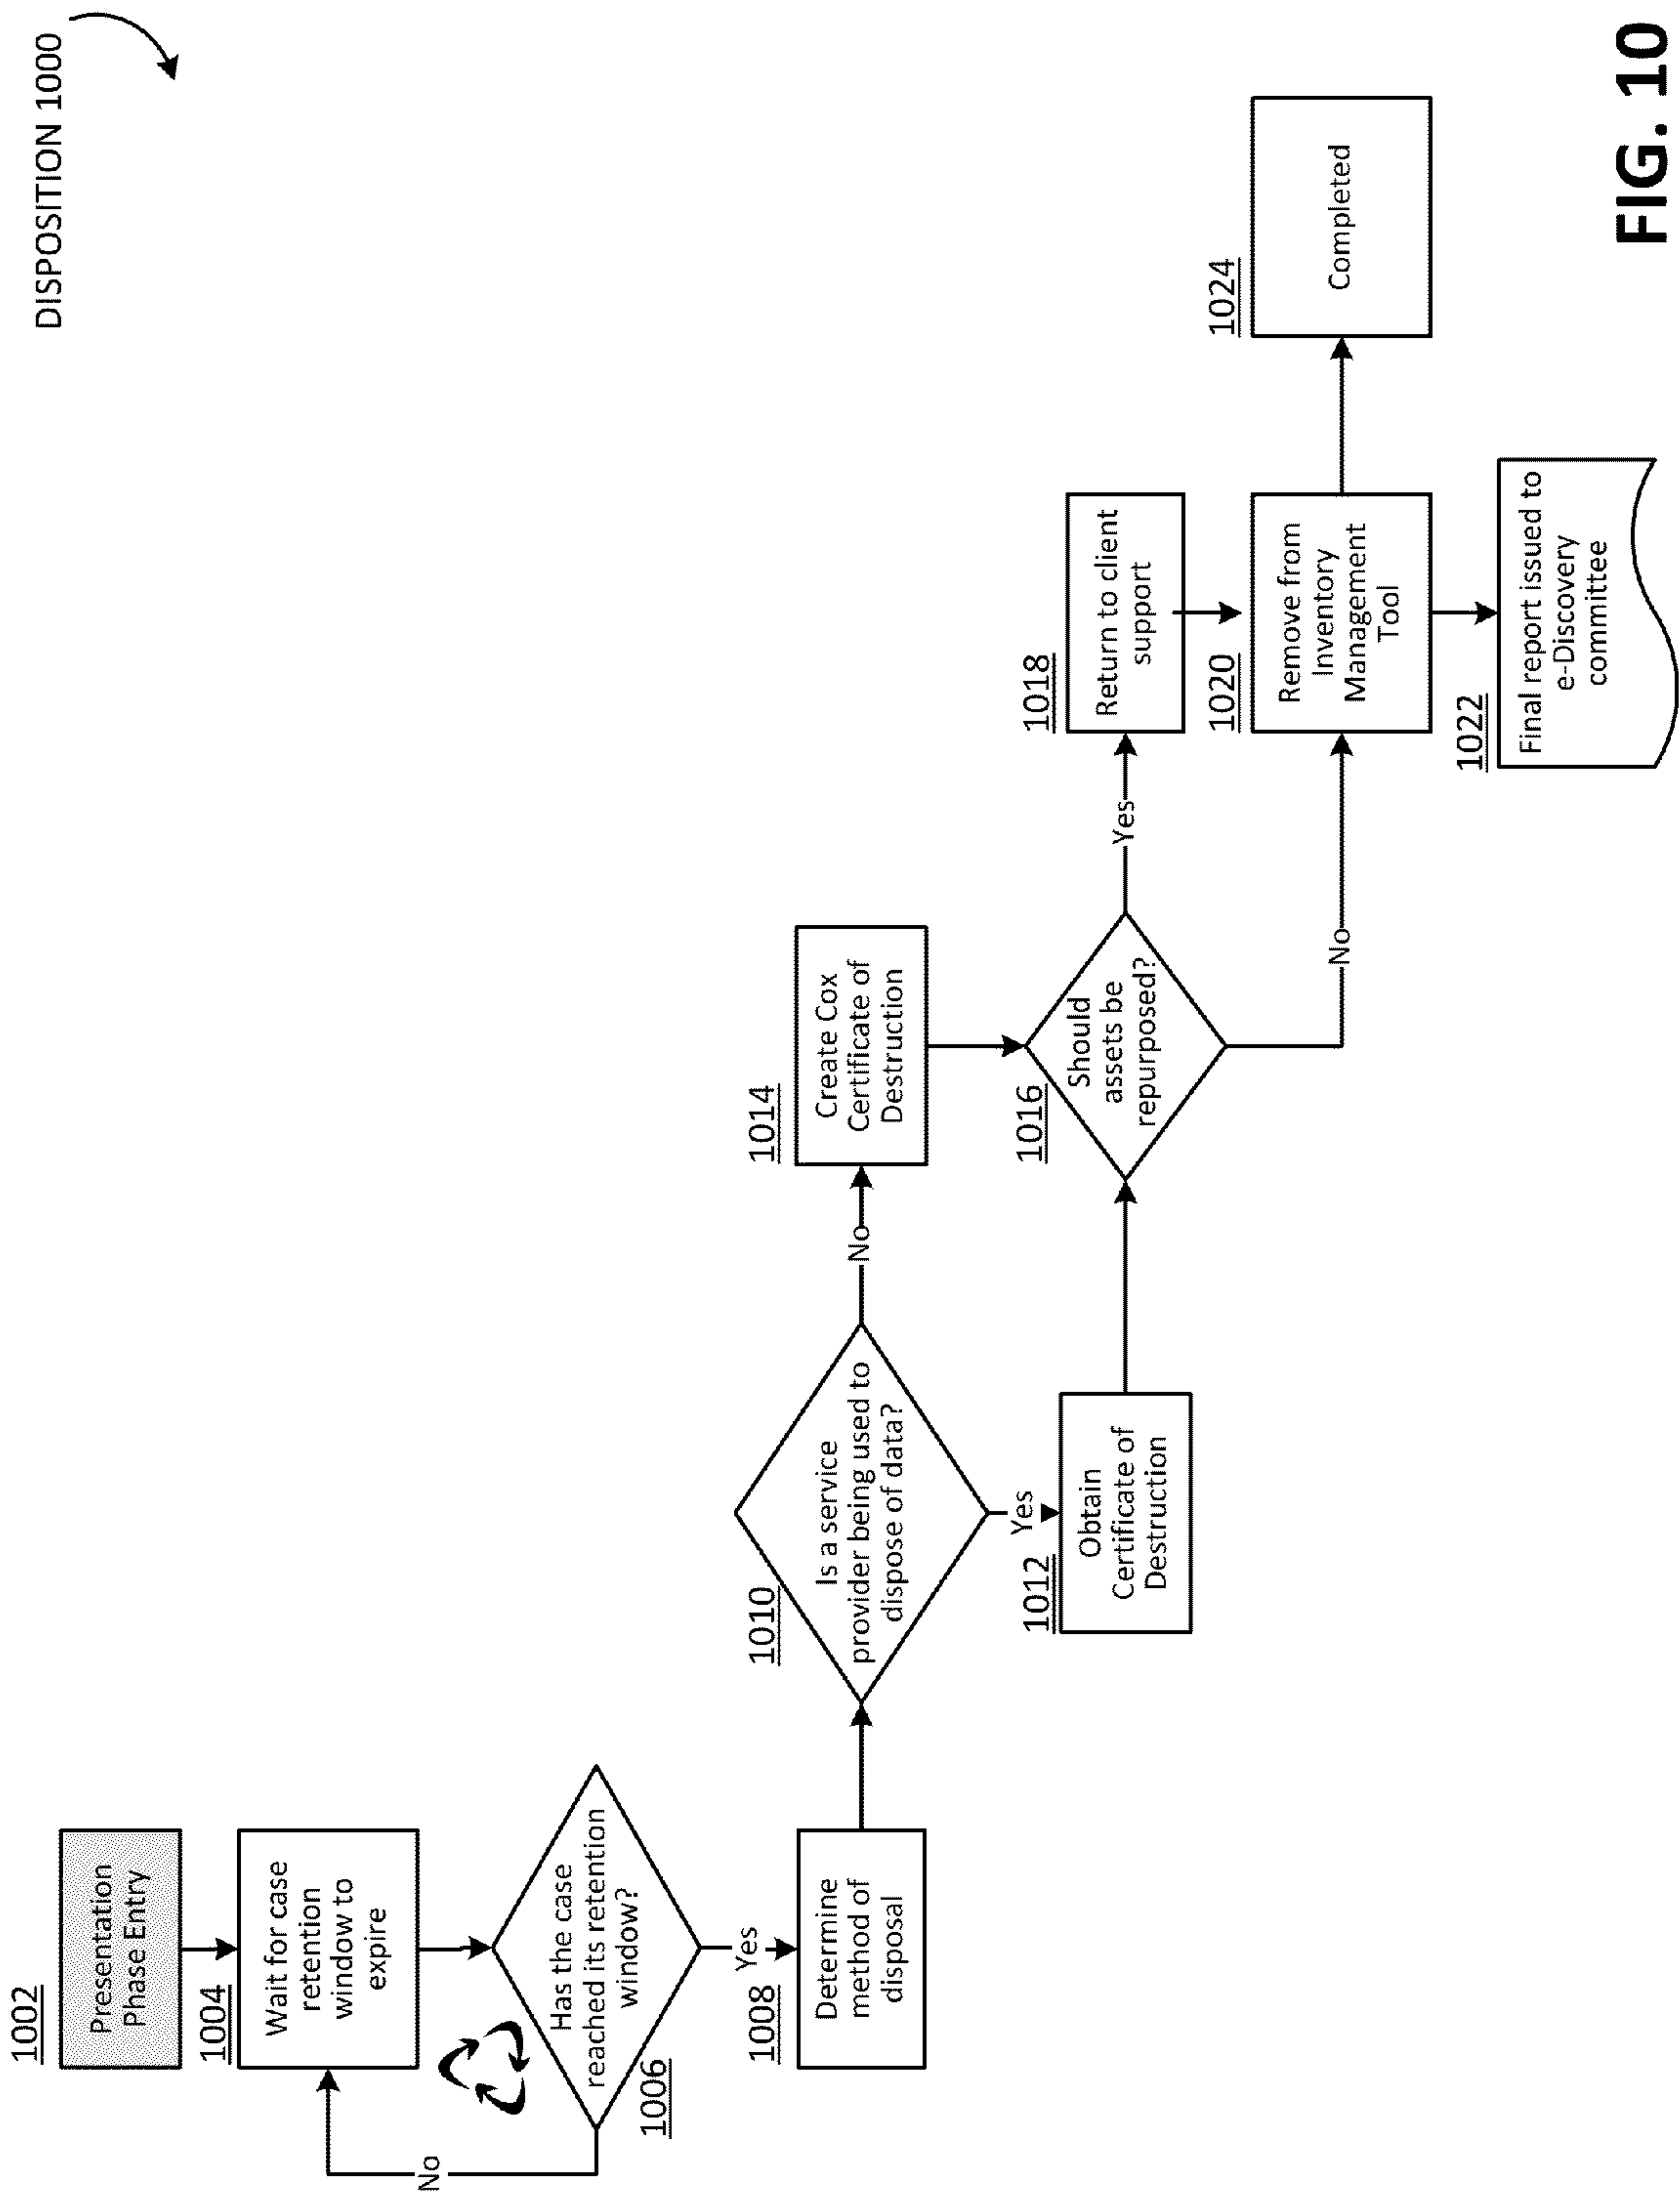 DISPOSITION 1000
1002
Presentation
Phase Entry
1004
Wait for case
retention
window to
expire
No
Has the case
reached its retention
window?
1006
Yes
1008
Determine
method of
disposal
1010
Is a service
provider being used to
dispose of data?
No
Yes
1012
Obtain
Certificate of
Destruction
1014
Create Cox
Certificate of
Destruction
1016
Should
assets be
repurposed?
Yes
No
1018
Return to client
support
1020
Remove from
Inventory
Management
Tool
1022
Final report issued to
e-Discovery
committee
1024
Completed
FIG. 10